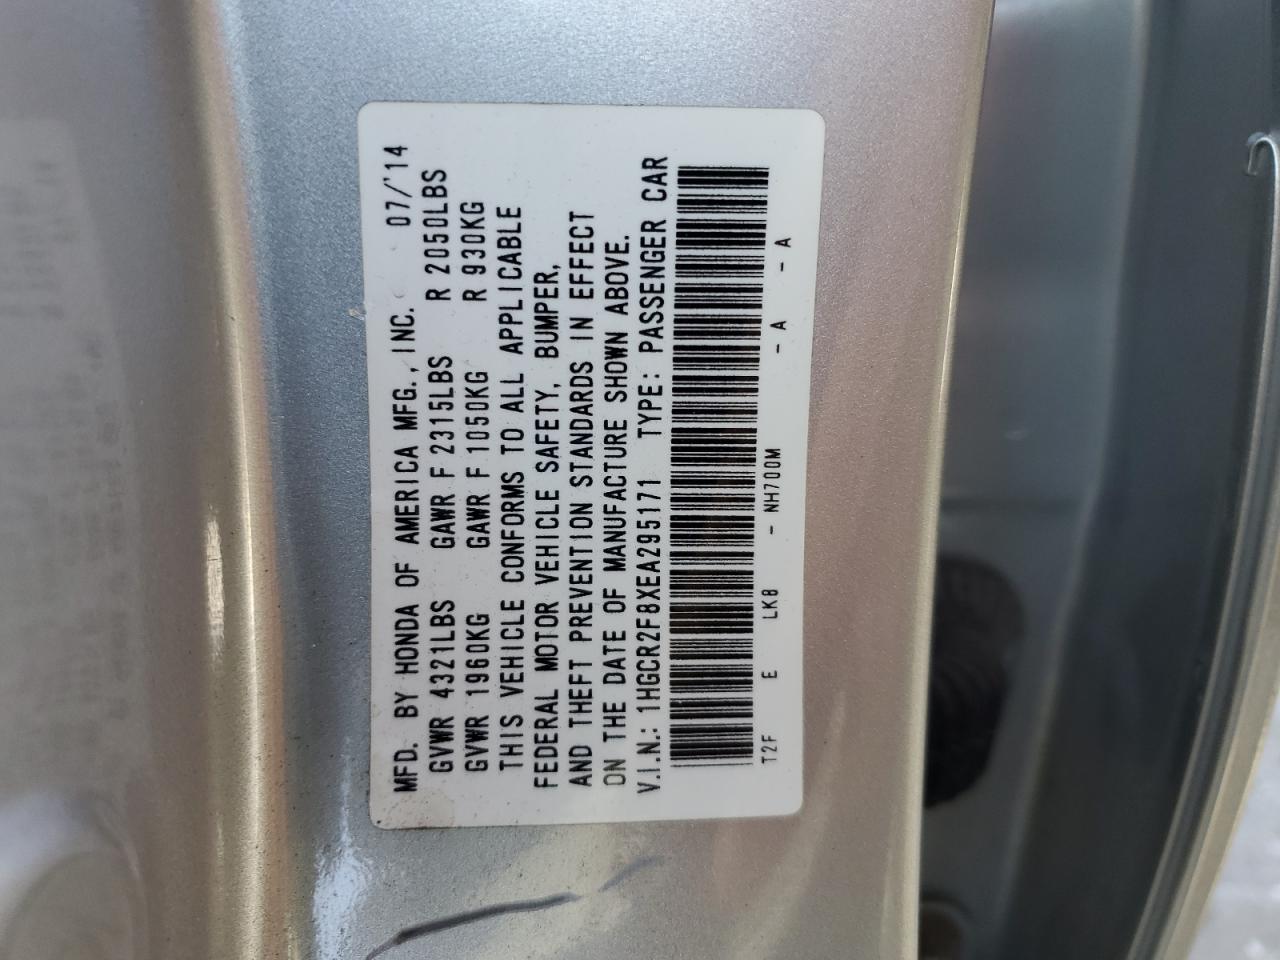 MFD. BY HONDA OF AMERICA MFG., INC. 07/'14
GVWR 4321LBS GAWR F 2315LBS R 2050LBS
GVWR 1960KG GAWR F 1050KG R 930KG
THIS VEHICLE CONFORMS TO ALL APPLICABLE
FEDERAL MOTOR VEHICLE SAFETY, BUMPER,
AND THEFT PREVENTION STANDARDS IN EFFECT
ON THE DATE OF MANUFACTURE SHOWN ABOVE.
V.I.N.: 1HGCR2F8XEA295171 TYPE: PASSENGER CAR
T2F E LK8 - NH700M - A - A